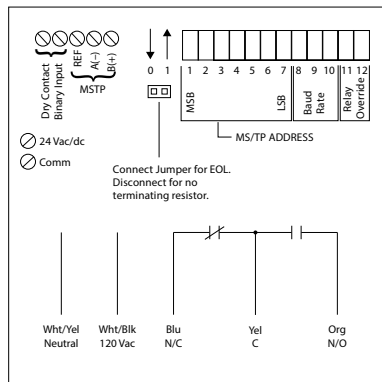 Dry Contact
Binary Input
REF
A(−)
B(+)
MSTP
0 1
1 2 3 4 5 6 7 8 9 10 11 12
MSB
LSB
Baud
Rate
Relay
Override
MS/TP ADDRESS
24 Vac/dc
Comm
Connect Jumper for EOL.
Disconnect for no
terminating resistor.
Wht/Yel Wht/Blk Blu Yel Org
Neutral 120 Vac N/C C N/O